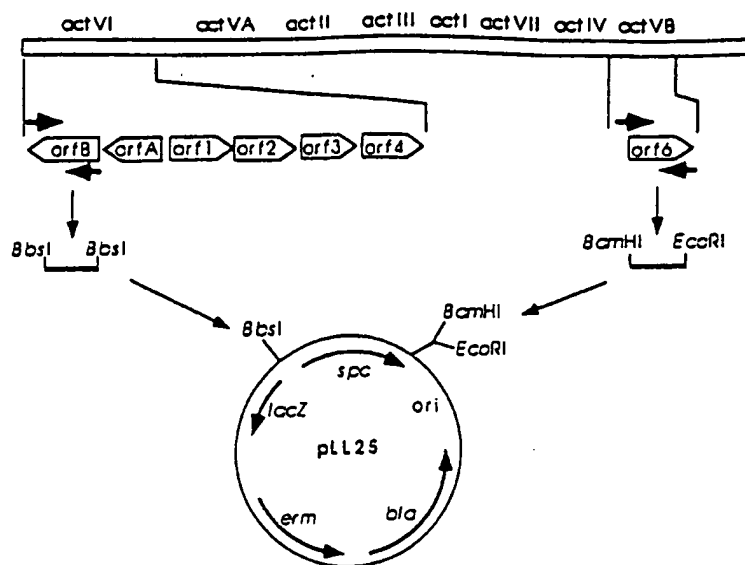 actVI actVA actII actIII actI actVII actIV actVB
orfB orfA orf1 orf2 orf3 orf4 orf6
BbsI BbsI BamHI EcoRI
BbsI BamHI
EcoRI
spc
lacZ ori
pLL25
erm bla